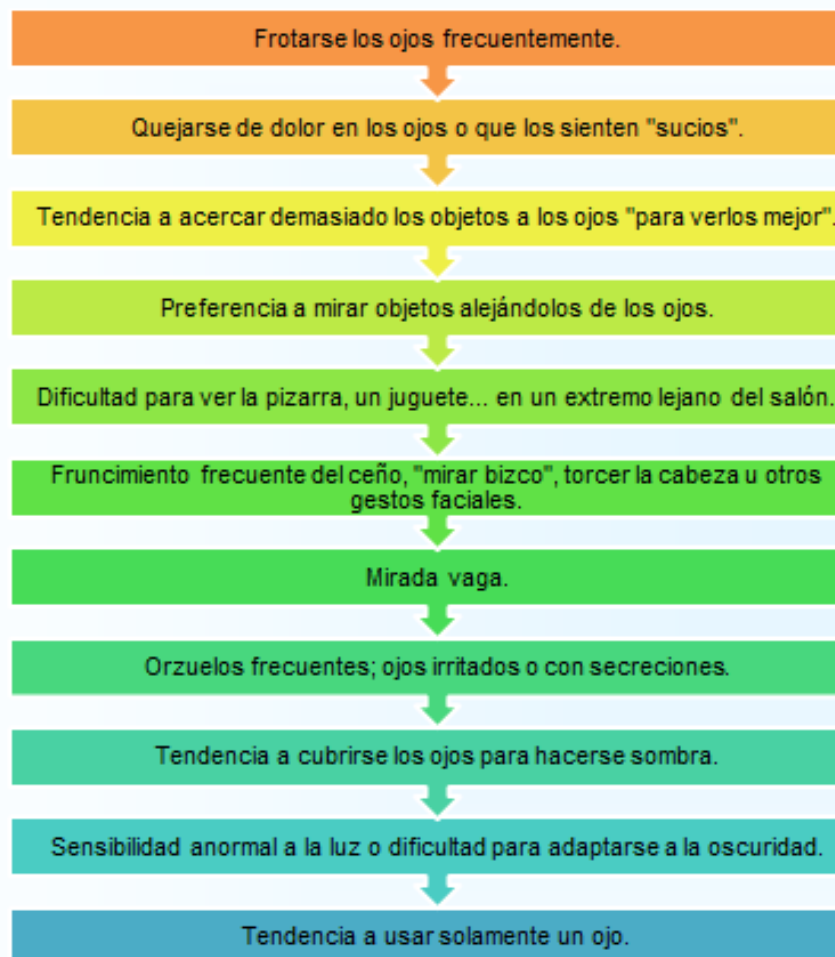 Frotarse los ojos frecuentemente.
Quejarse de dolor en los ojos o que los sienten "sucios".
Tendencia a acercar demasiado los objetos a los ojos "para verlos mejor".
Preferencia a mirar objetos alejándolos de los ojos.
Dificultad para ver la pizarra, un juguete... en un extremo lejano del salón.
Fruncimiento frecuente del ceño, "mirar bizco", torcer la cabeza u otros
gestos faciales.
Mirada vaga.
Orzuelos frecuentes; ojos irritados o con secreciones.
Tendencia a cubrirse los ojos para hacerse sombra.
Sensibilidad anormal a la luz o dificultad para adaptarse a la oscuridad.
Tendencia a usar solamente un ojo.